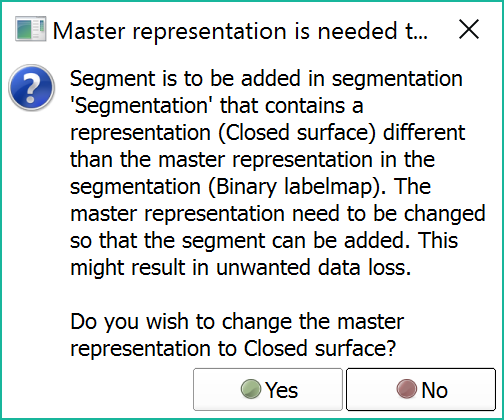 Master representation is needed t...
Segment is to be added in segmentation
'Segmentation' that contains a
representation (Closed surface) different
than the master representation in the
segmentation (Binary labelmap). The
master representation need to be changed
so that the segment can be added. This
might result in unwanted data loss.
Do you wish to change the master
representation to Closed surface?
Yes
No